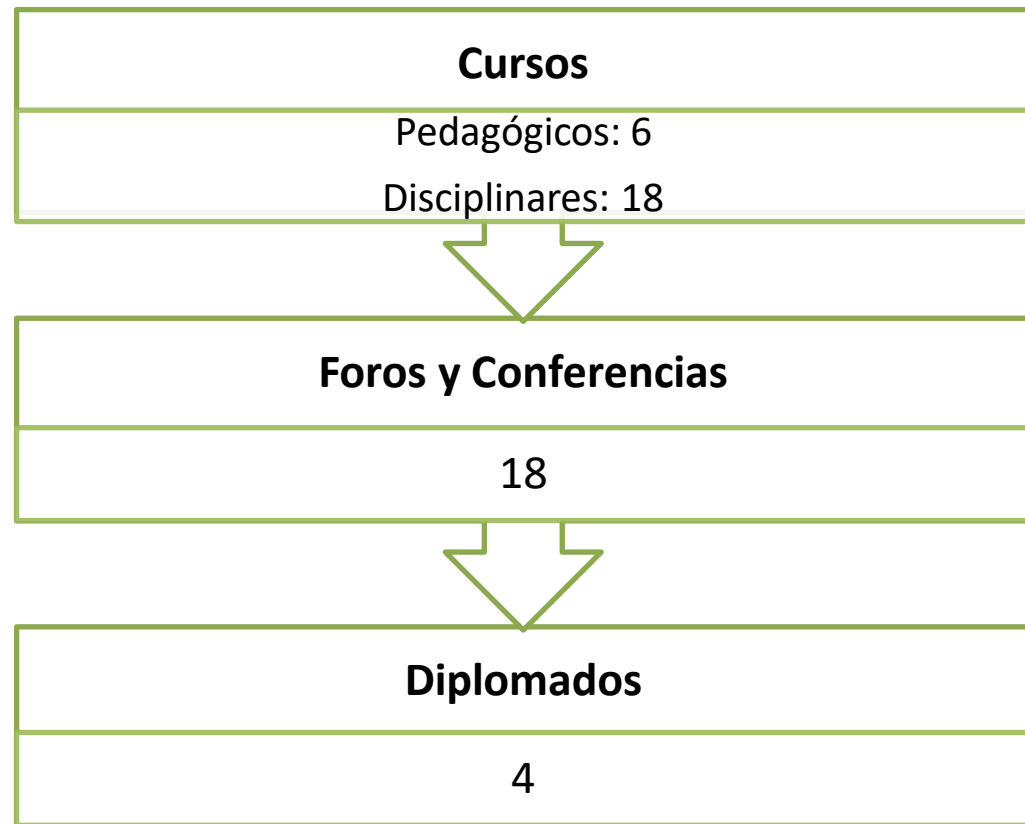 Cursos
Pedagógicos: 6
Disciplinares: 18
Foros y Conferencias
18
Diplomados
4